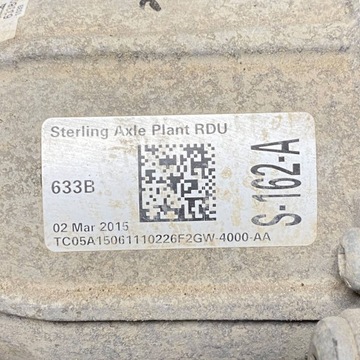 Sterling Axle Plant RDU
633B
S-162-A
02 Mar 2015
TC05A15061110226F2GW-4000-AA